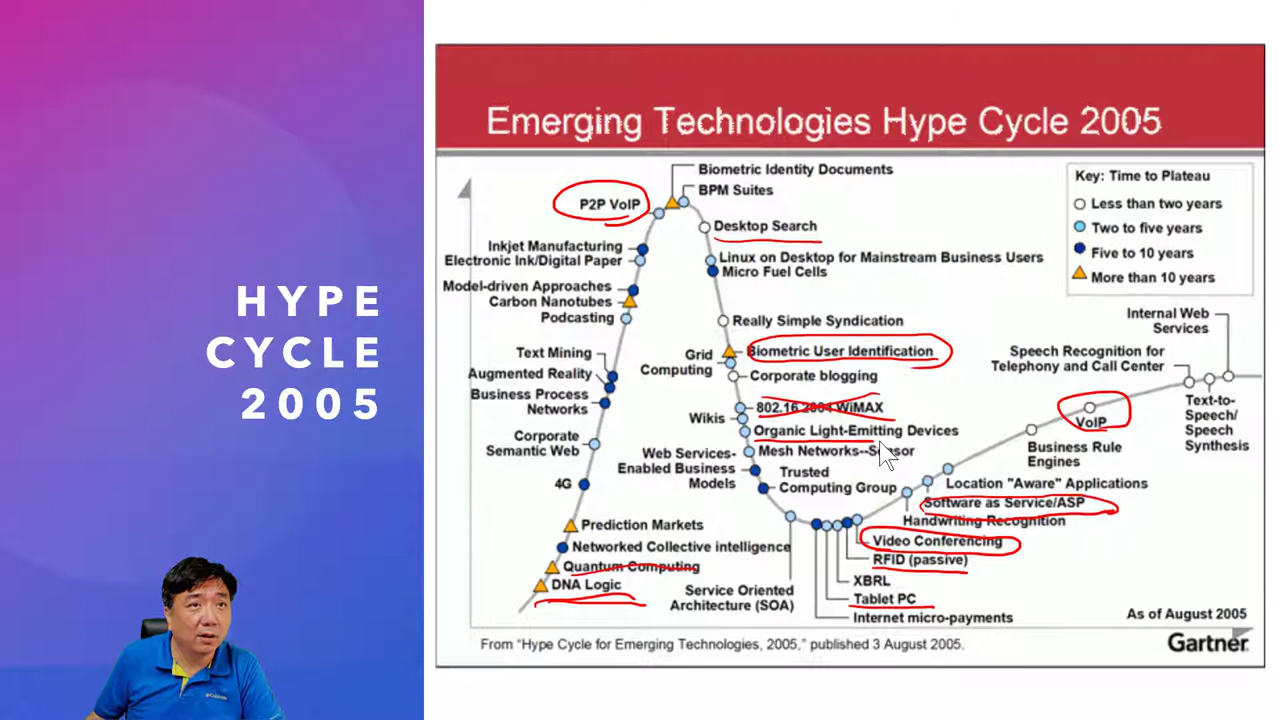 HYPE
CYCLE
2005
Emerging Technologies Hype Cycle 2005
Key: Time to Plateau
Less than two years
Two to five years
Five to 10 years
More than 10 years
DNA Logic
Quantum Computing
Networked Collective intelligence
Prediction Markets
4G
Corporate
Semantic Web
Business Process
Networks
Augmented Reality
Text Mining
Podcasting
Carbon Nanotubes
Model-driven Approaches
Electronic Ink/Digital Paper
Inkjet Manufacturing
P2P VoIP
Biometric Identity Documents
BPM Suites
Desktop Search
Linux on Desktop for Mainstream Business Users
Micro Fuel Cells
Really Simple Syndication
Biometric User Identification
Grid
Computing
Corporate blogging
802.16 2004 WiMAX
Wikis
Organic Light-Emitting Devices
Mesh Networks--Sensor
Web Services-
Enabled Business
Models
Trusted
Computing Group
Service Oriented
Architecture (SOA)
Internet micro-payments
Tablet PC
XBRL
RFID (passive)
Video Conferencing
Handwriting Recognition
Software as Service/ASP
Location "Aware" Applications
Business Rule
Engines
VoIP
Speech Recognition for
Telephony and Call Center
Text-to-
Speech/
Speech
Synthesis
Internal Web
Services
As of August 2005
From “Hype Cycle for Emerging Technologies, 2005,” published 3 August 2005.
Gartner
Columbia